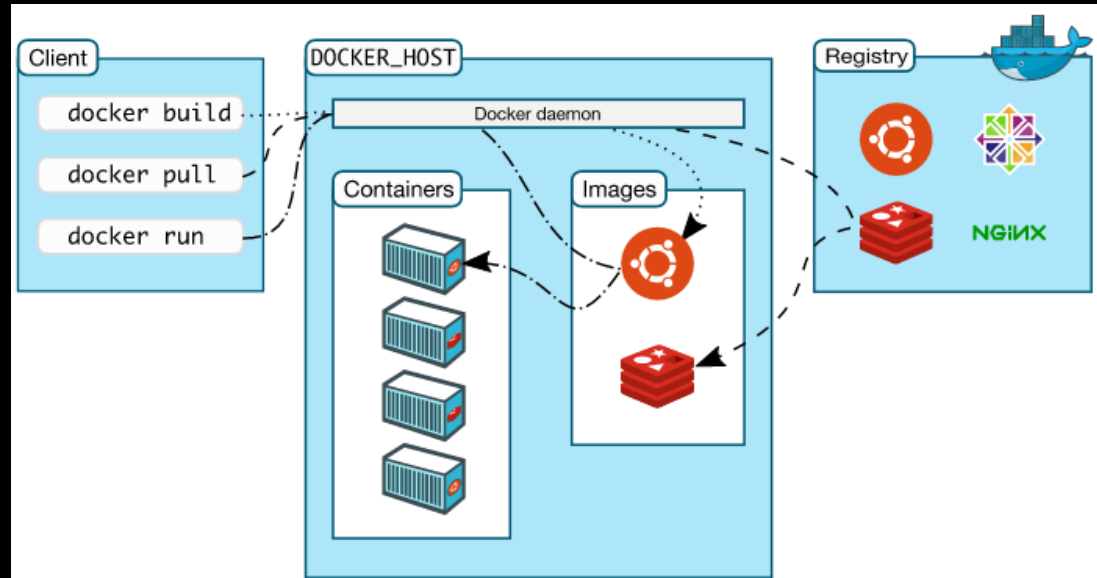 Client
docker build
docker pull
docker run
DOCKER_HOST
Docker daemon
Containers
Images
Registry
NGiNX